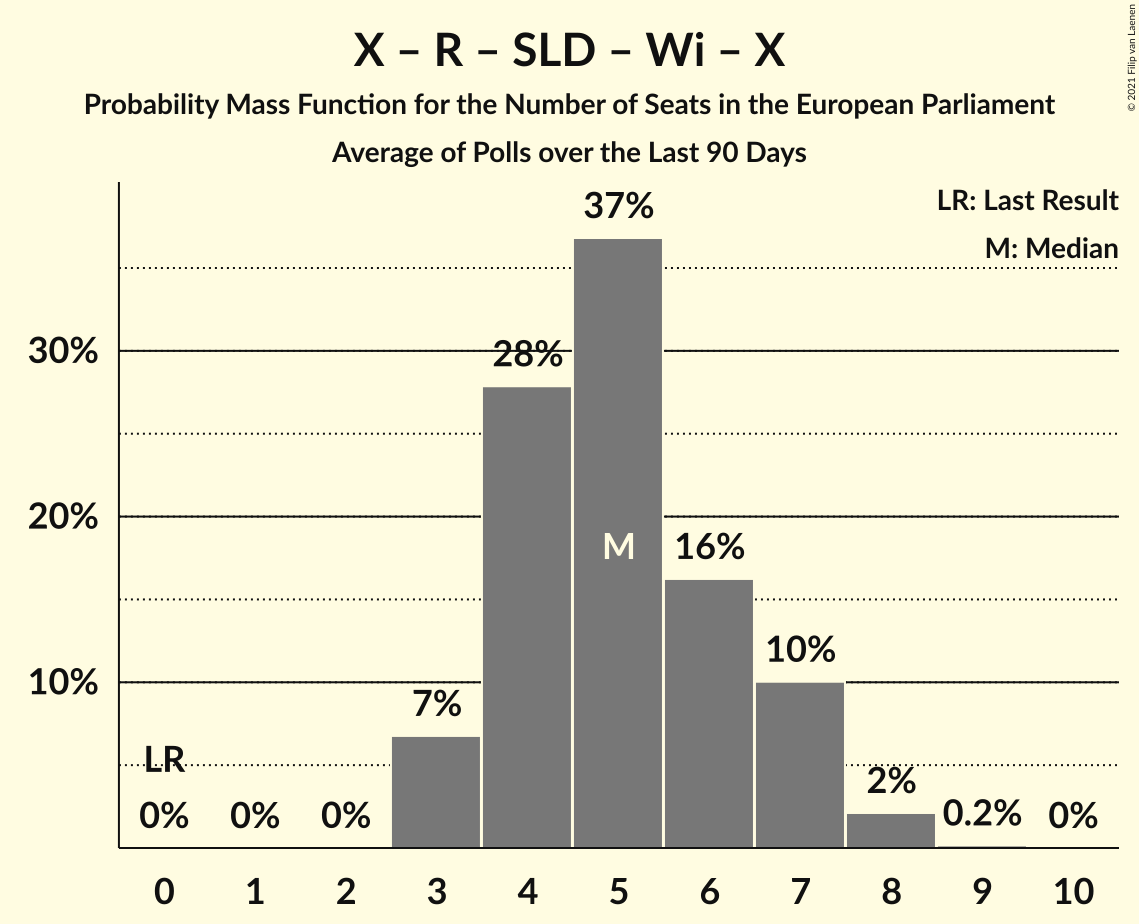 X – R – SLD – Wi – X
Probability Mass Function for the Number of Seats in the European Parliament
Average of Polls over the Last 90 Days
© 2021 Filip van Laenen
LR: Last Result
M: Median
37%
30%
28%
20%
M
16%
10%
10%
7%
LR
2%
0%
0%
0%
0.2%
0%
0 1 2 3 4 5 6 7 8 9 10